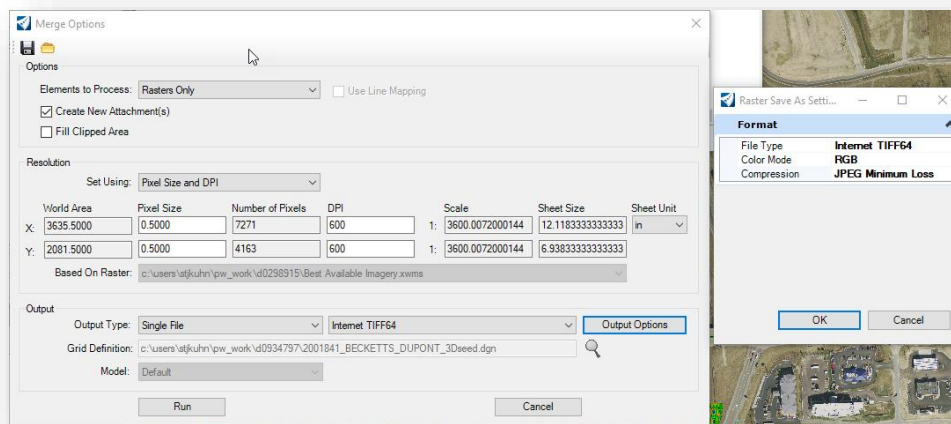 Merge Options
Options
Elements to Process: Rasters Only
Use Line Mapping
Create New Attachment(s)
Fill Clipped Area
Resolution
Set Using: Pixel Size and DPI
World Area Pixel Size Number of Pixels DPI Scale Sheet Size Sheet Unit
X: 3635.5000 0.5000 7271 600 1: 3600.0072000144 12.1183333333333 in
Y: 2081.5000 0.5000 4163 600 1: 3600.0072000144 6.93833333333333
Based On Raster: c:\users\stjkuhn\pw_work\d0298915\Best Available Imagery.xwms
Output
Output Type: Single File Internet TIFF64 Output Options
Grid Definition: c:\users\stjkuhn\pw_work\d0934797\2001841_BECKETTS_DUPONT_3Dseed.dgn
Model: Default
Run Cancel
Raster Save As Setti...
Format
File Type Internet TIFF64
Color Mode RGB
Compression JPEG Minimum Loss
OK Cancel